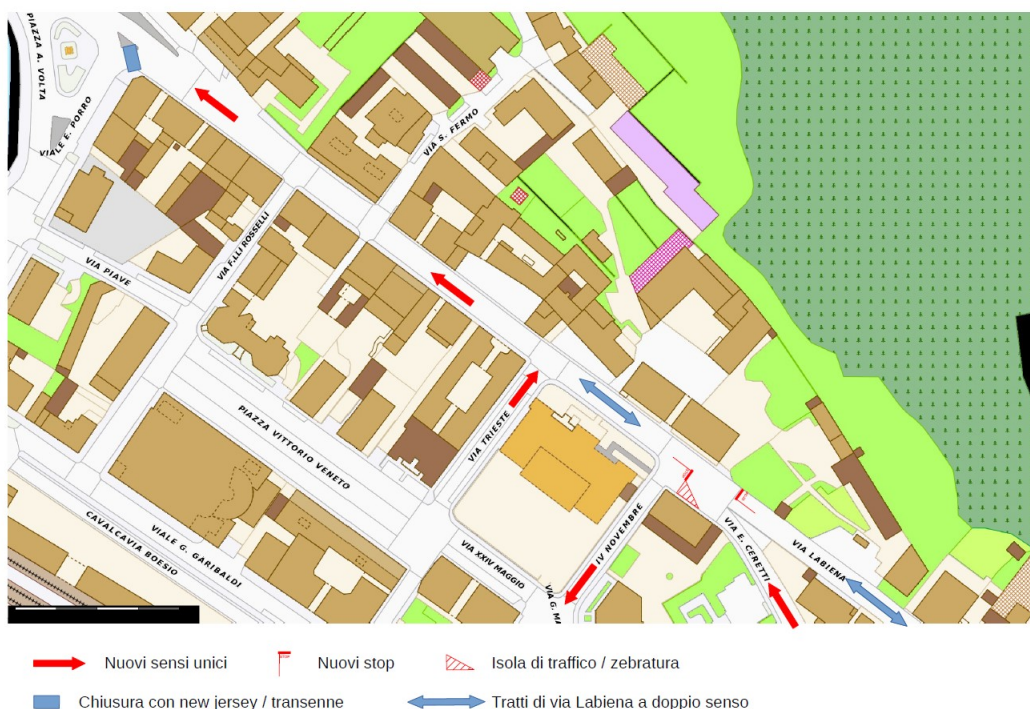 PIAZZA A. VOLTA
VIALE E. PORRO
VIA S. FERMO
VIA F.LLI ROSSELLI
VIA PIAVE
PIAZZA VITTORIO VENETO
VIA TRIESTE
VIALE G. GARIBALDI
CAVALCAVIA BOESIO
VIA XXIV MAGGIO
IV NOVEMBRE
VIA G. MA
VIA E. CERETTI
VIA LABIENA
Nuovi sensi unici
Nuovi stop
Isola di traffico / zebratura
Chiusura con new jersey / transenne
Tratti di via Labiena a doppio senso